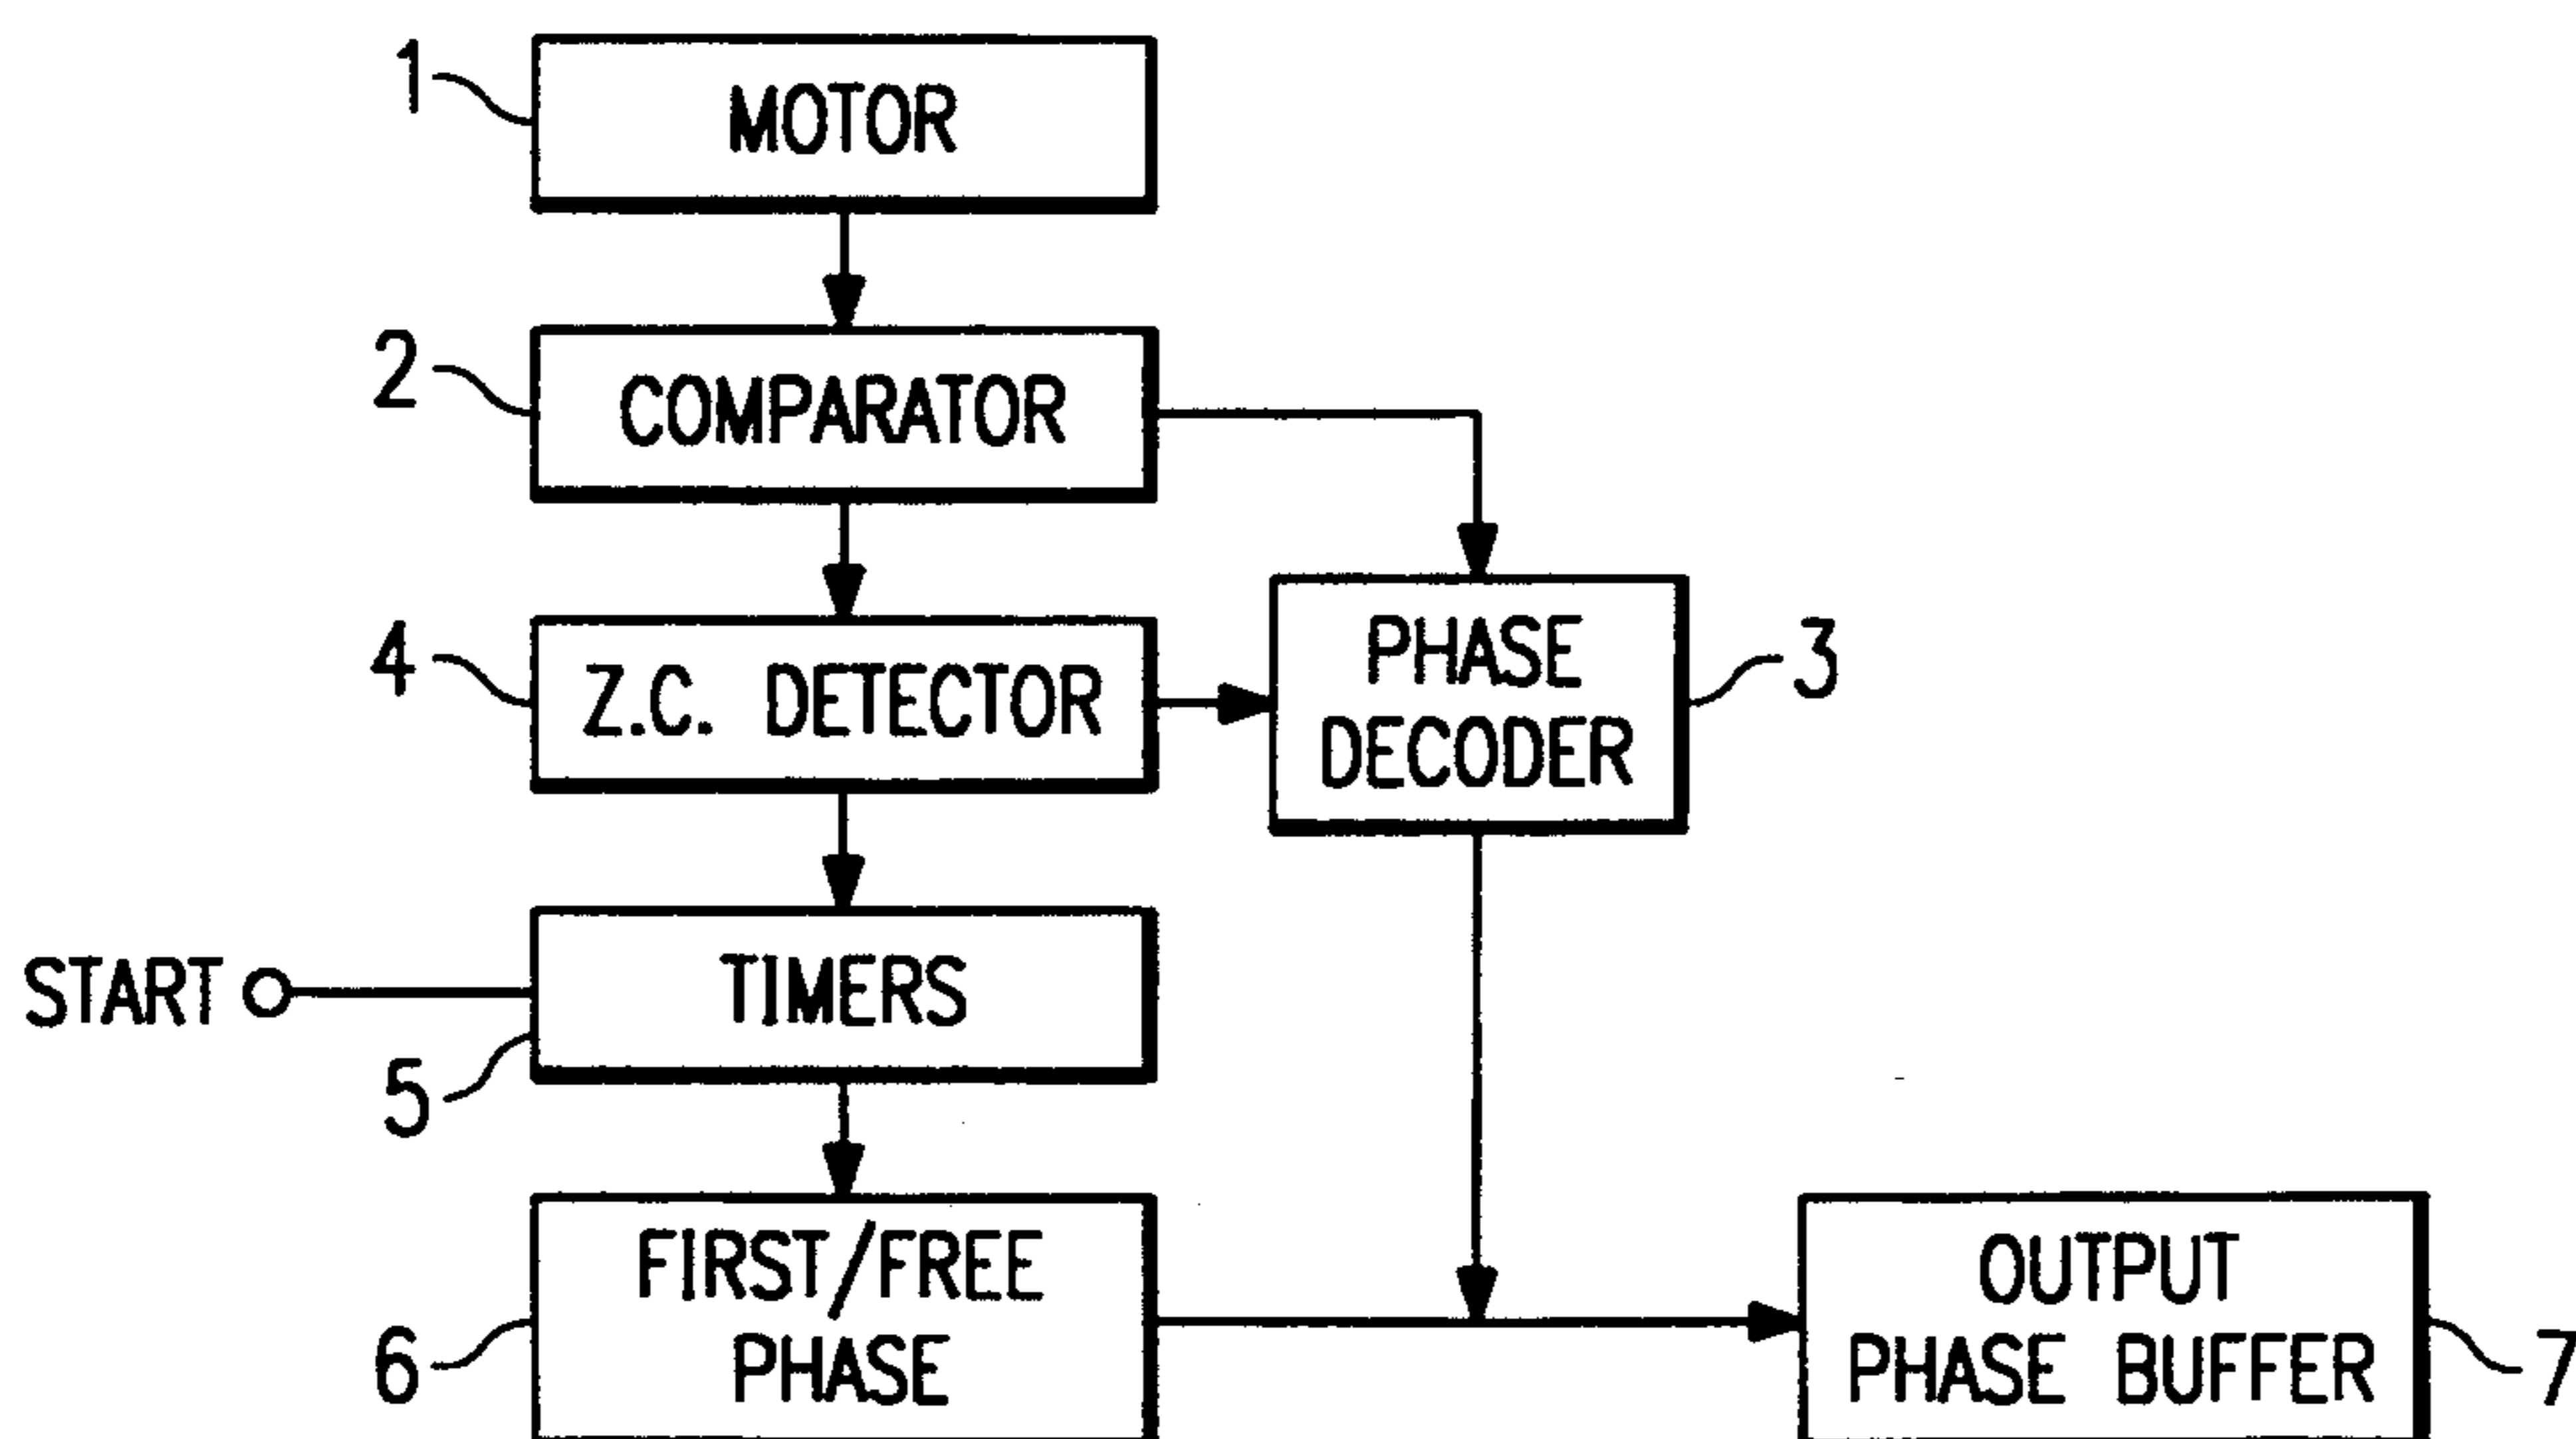 1
MOTOR
2
COMPARATOR
4
Z.C. DETECTOR
PHASE
DECODER
3
START
TIMERS
5
FIRST/FREE
PHASE
6
OUTPUT
PHASE BUFFER
7